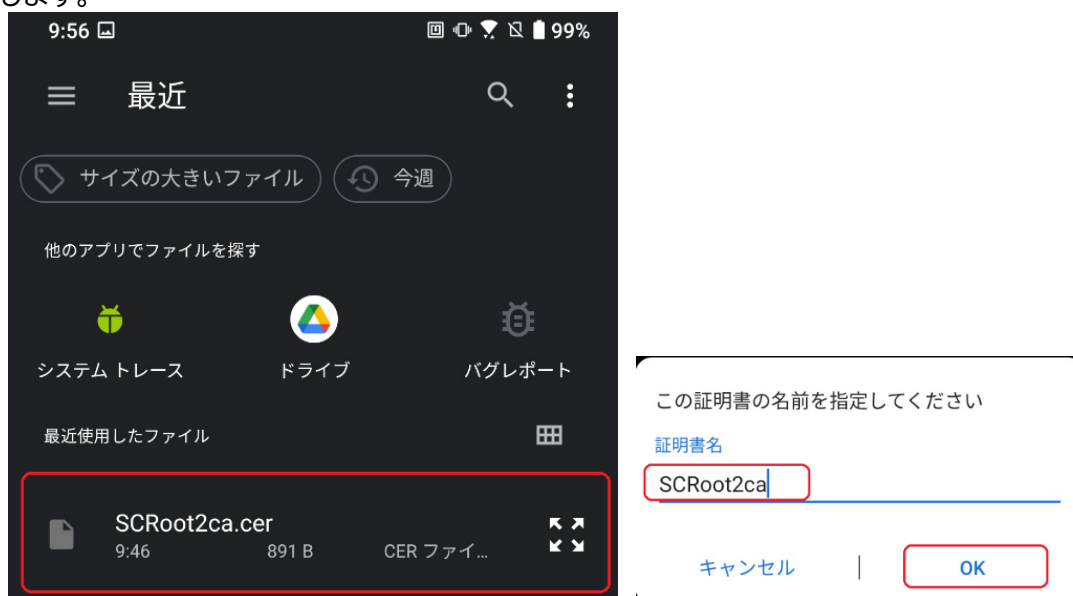 します。
9:56
99%
最近
サイズの大きいファイル
今週
他のアプリでファイルを探す
システム トレース
ドライブ
バグレポート
最近使用したファイル
SCRoot2ca.cer
9:46 891 B CER ファイ...
この証明書の名前を指定してください
証明書名
SCRoot2ca
キャンセル
OK